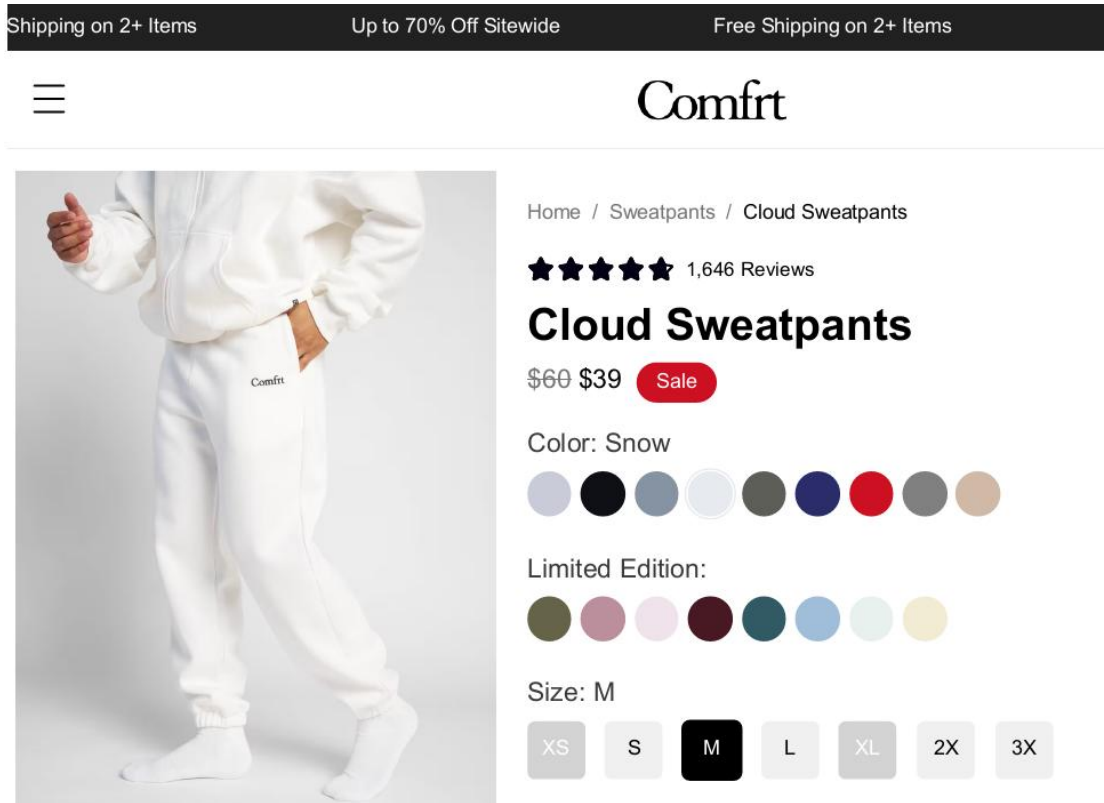 Shipping on 2+ Items Up to 70% Off Sitewide Free Shipping on 2+ Items
Comfrt
Comfrt
Home / Sweatpants / Cloud Sweatpants
1,646 Reviews
Cloud Sweatpants
$60 $39 Sale
Color: Snow
Limited Edition:
Size: M
XS S M L XL 2X 3X